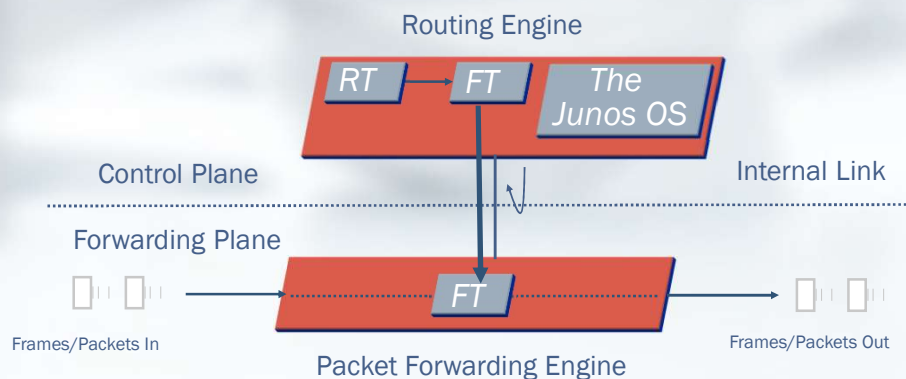 Routing Engine
RT
FT
The
Junos OS
Control Plane
Internal Link
Forwarding Plane
FT
Frames/Packets In
Frames/Packets Out
Packet Forwarding Engine